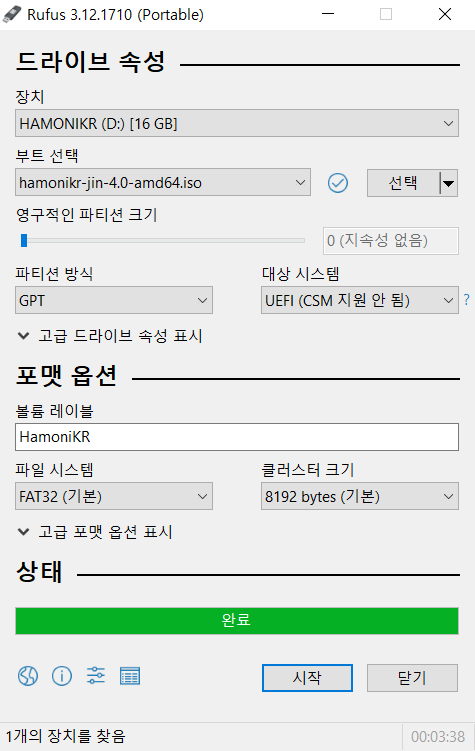 Rufus 3.12.1710 (Portable)
드라이브 속성
장치
HAMONIKR (D:) [16 GB]
부트 선택
hamonikr-jin-4.0-amd64.iso
선택
영구적인 파티션 크기
0 (지속성 없음)
파티션 방식
대상 시스템
GPT
UEFI (CSM 지원 안 됨)
?
고급 드라이브 속성 표시
포맷 옵션
볼륨 레이블
HamoniKR
파일 시스템
클러스터 크기
FAT32 (기본)
8192 bytes (기본)
고급 포맷 옵션 표시
상태
완료
시작
닫기
1개의 장치를 찾음
00:03:38